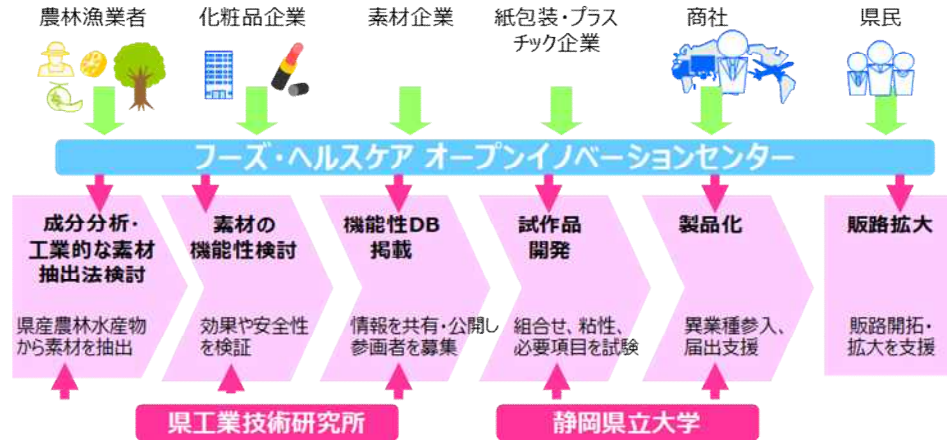 農林漁業者
化粧品企業
素材企業
紙包装・プラス
チック企業
商社
県民
フーズ・ヘルスケア オープンイノベーションセンター
成分分析・
工業的な素材
抽出法検討
県産農林水産物
から素材を抽出
素材の
機能性検討
効果や安全性
を検証
機能性DB
掲載
情報を共有・公開し
参画者を募集
試作品
開発
組合せ、粘性、
必要項目を試験
製品化
異業種参入、
届出支援
販路拡大
販路開拓・
拡大を支援
県工業技術研究所
静岡県立大学